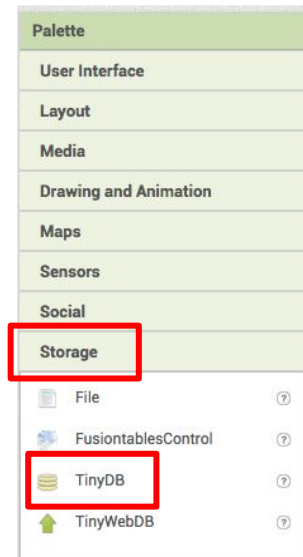 Palette
User Interface
Layout
Media
Drawing and Animation
Maps
Sensors
Social
Storage
File ?
FusiontablesControl ?
TinyDB ?
TinyWebDB ?